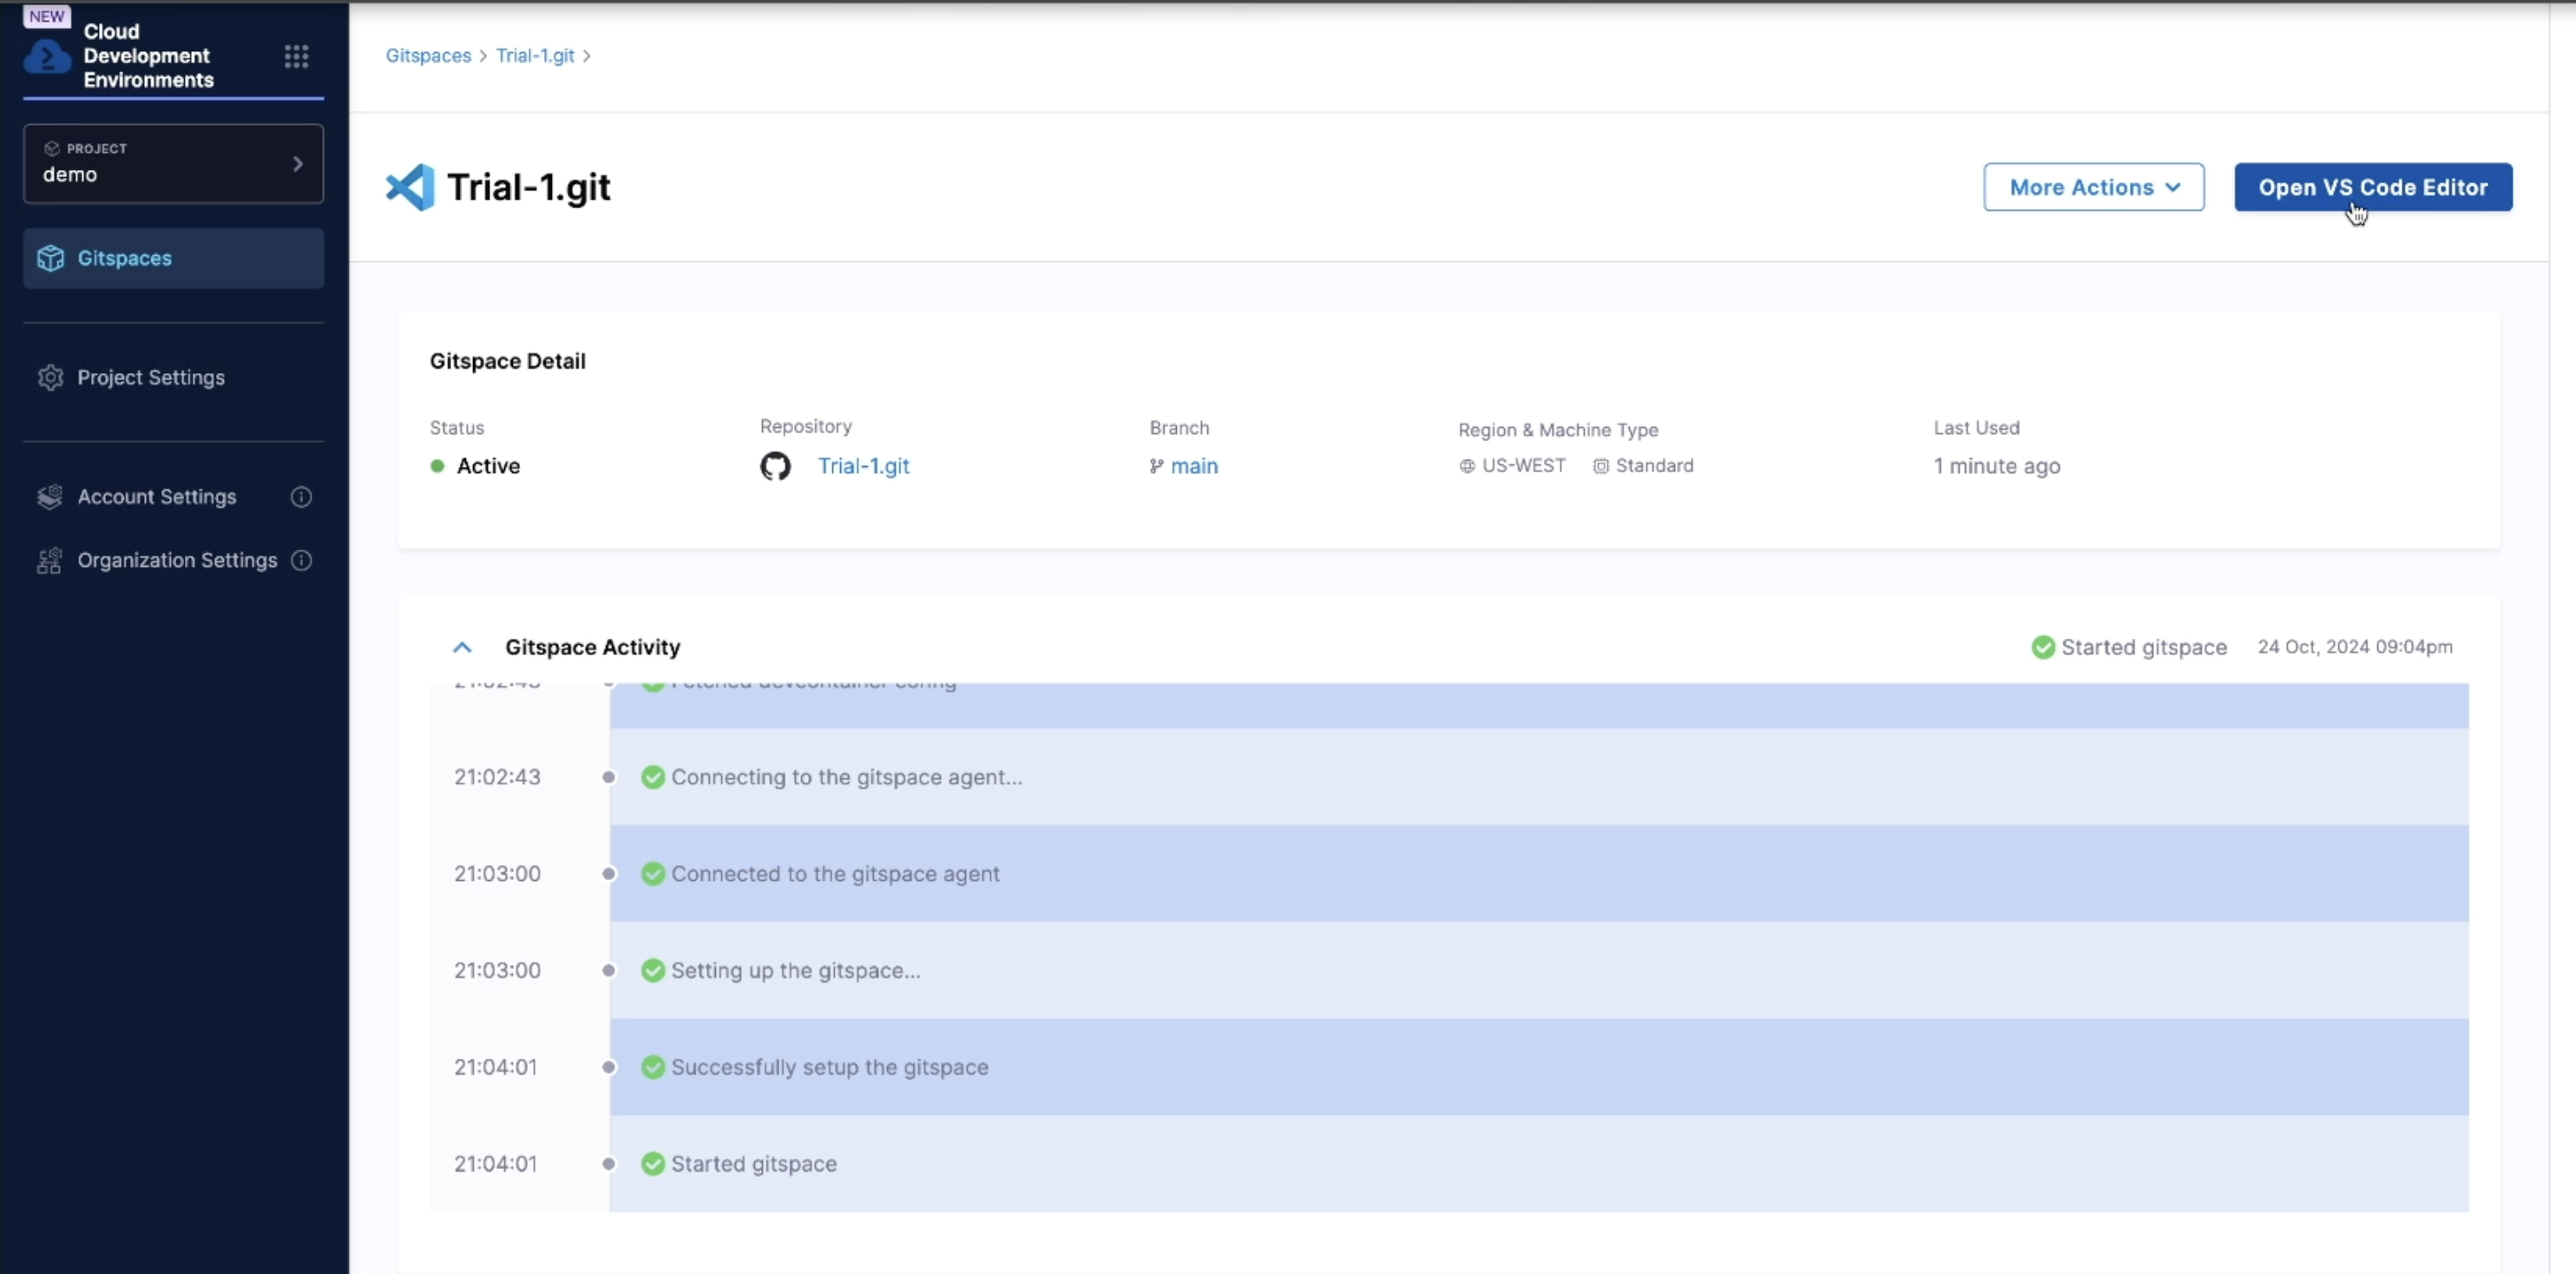 NEW
Cloud
Development
Environments
PROJECT
demo
Gitspaces
Project Settings
Account Settings
Organization Settings
Gitspaces > Trial-1.git >
Trial-1.git
More Actions
Open VS Code Editor
Gitspace Detail
Status
Active
Repository
Trial-1.git
Branch
main
Region & Machine Type
US-WEST Standard
Last Used
1 minute ago
Gitspace Activity
Started gitspace 24 Oct, 2024 09:04pm
Fetched devcontainer config
21:02:43 Connecting to the gitspace agent...
21:03:00 Connected to the gitspace agent
21:03:00 Setting up the gitspace...
21:04:01 Successfully setup the gitspace
21:04:01 Started gitspace